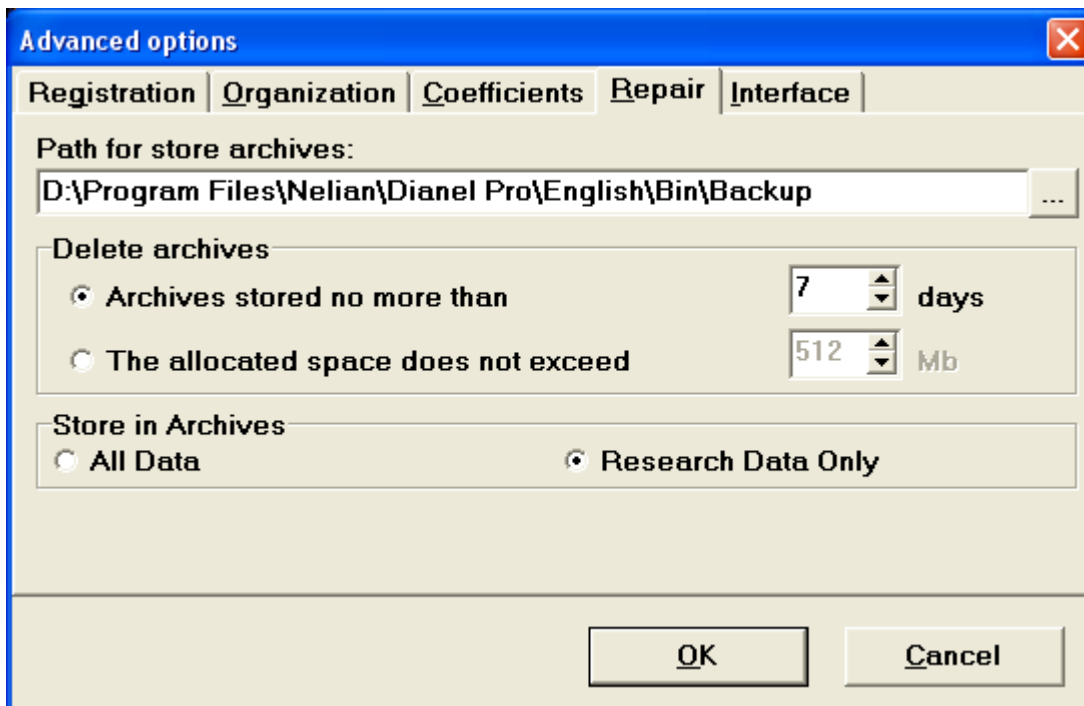 Advanced options
Registration Organization Coefficients Repair Interface
Path for store archives:
D:\Program Files\Nelian\Dianel Pro\English\Bin\Backup ...
Delete archives
Archives stored no more than 7 days
The allocated space does not exceed 512 Mb
Store in Archives
All Data Research Data Only
OK Cancel